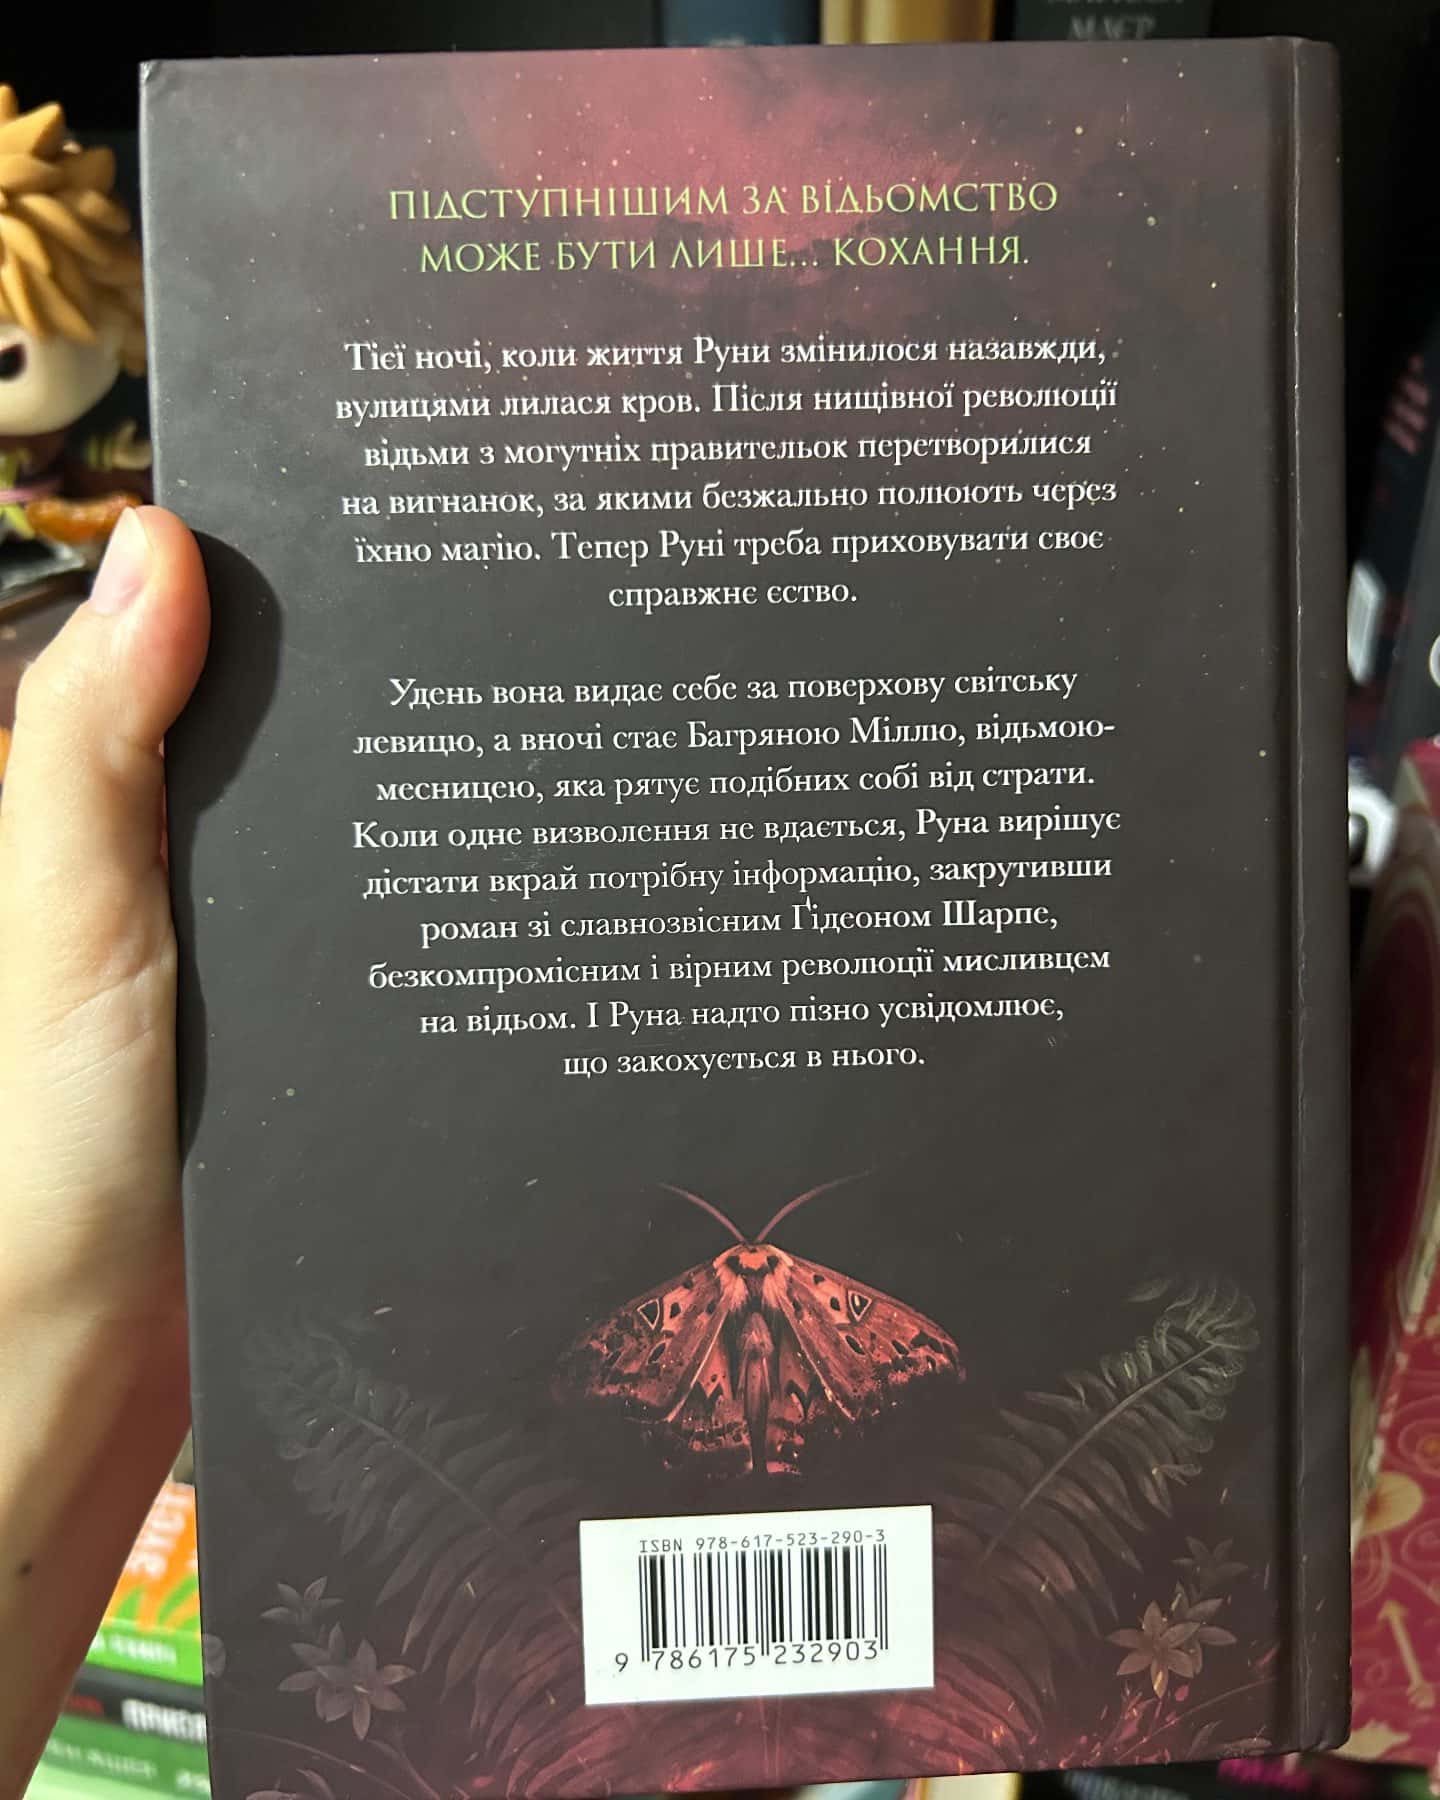 МАЄР
ПІДСТУПНІШИМ ЗА ВІДЬОМСТВО
МОЖЕ БУТИ ЛИШЕ... КОХАННЯ.
Тієї ночі, коли життя Руни змінилося назавжди,
вулицями лилася кров. Після нищівної революції
відьми з могутніх правительок перетворилися
на вигнанок, за якими безжально полюють через
їхню магію. Тепер Руні треба приховувати своє
справжнє єство.
Удень вона видає себе за поверхову світську
левицю, а вночі стає Багряною Міллю, відьмою-
месницею, яка рятує подібних собі від страти.
Коли одне визволення не вдається, Руна вирішує
дістати вкрай потрібну інформацію, закрутивши
роман зі славнозвісним Ґідеоном Шарпе,
безкомпромісним і вірним революції мисливцем
на відьом. І Руна надто пізно усвідомлює,
що закохується в нього.
ISBN 978-617-523-290-3
9 786175 232903